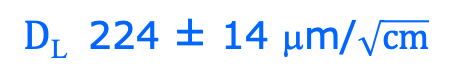 D_L 224 ± 14 μm/√cm